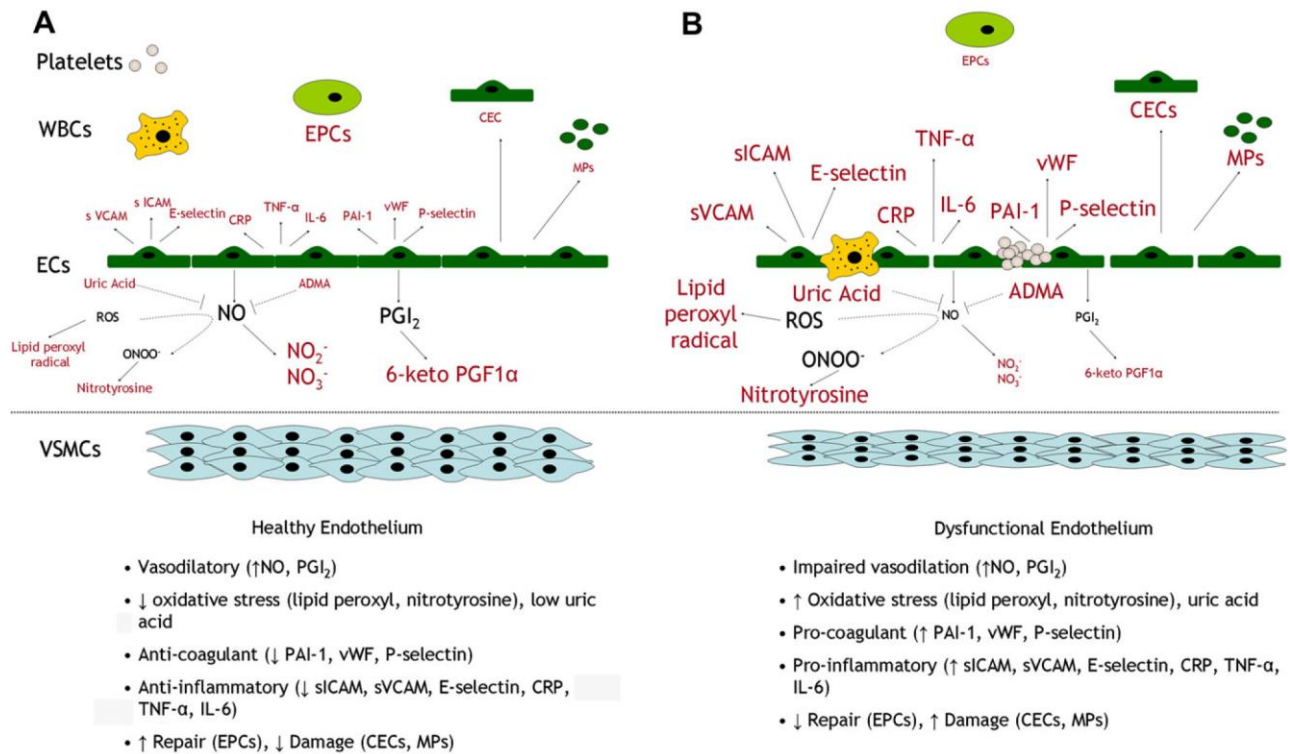 A
Platelets
WBCs
EPCs
CEC
MPs
s VCAM
s ICAM
E-selectin
CRP
TNF-α
IL-6
PAI-1
vWF
P-selectin
ECs
Uric Acid
ADMA
ROS
NO
PGI₂
Lipid peroxyl
radical
ONOO⁻
Nitrotyrosine
NO₂⁻
NO₃⁻
6-keto PGF1α
VSMCs
Healthy Endothelium
• Vasodilatory (↑NO, PGI₂)
• ↓ oxidative stress (lipid peroxyl, nitrotyrosine), low uric
acid
• Anti-coagulant (↓ PAI-1, vWF, P-selectin)
• Anti-inflammatory (↓ sICAM, sVCAM, E-selectin, CRP,
TNF-α, IL-6)
• ↑ Repair (EPCs), ↓ Damage (CECs, MPs)
B
EPCs
CECs
MPs
sICAM
E-selectin
sVCAM
TNF-α
CRP
IL-6
vWF
PAI-1
P-selectin
Uric Acid
ADMA
Lipid
peroxyl
radical
ROS
NO
PGI₂
ONOO⁻
Nitrotyrosine
NO₂⁻
NO₃⁻
6-keto PGF1α
Dysfunctional Endothelium
• Impaired vasodilation (↑NO, PGI₂)
• ↑ Oxidative stress (lipid peroxyl, nitrotyrosine), uric acid
• Pro-coagulant (↑ PAI-1, vWF, P-selectin)
• Pro-inflammatory (↑ sICAM, sVCAM, E-selectin, CRP, TNF-α,
IL-6)
• ↓ Repair (EPCs), ↑ Damage (CECs, MPs)